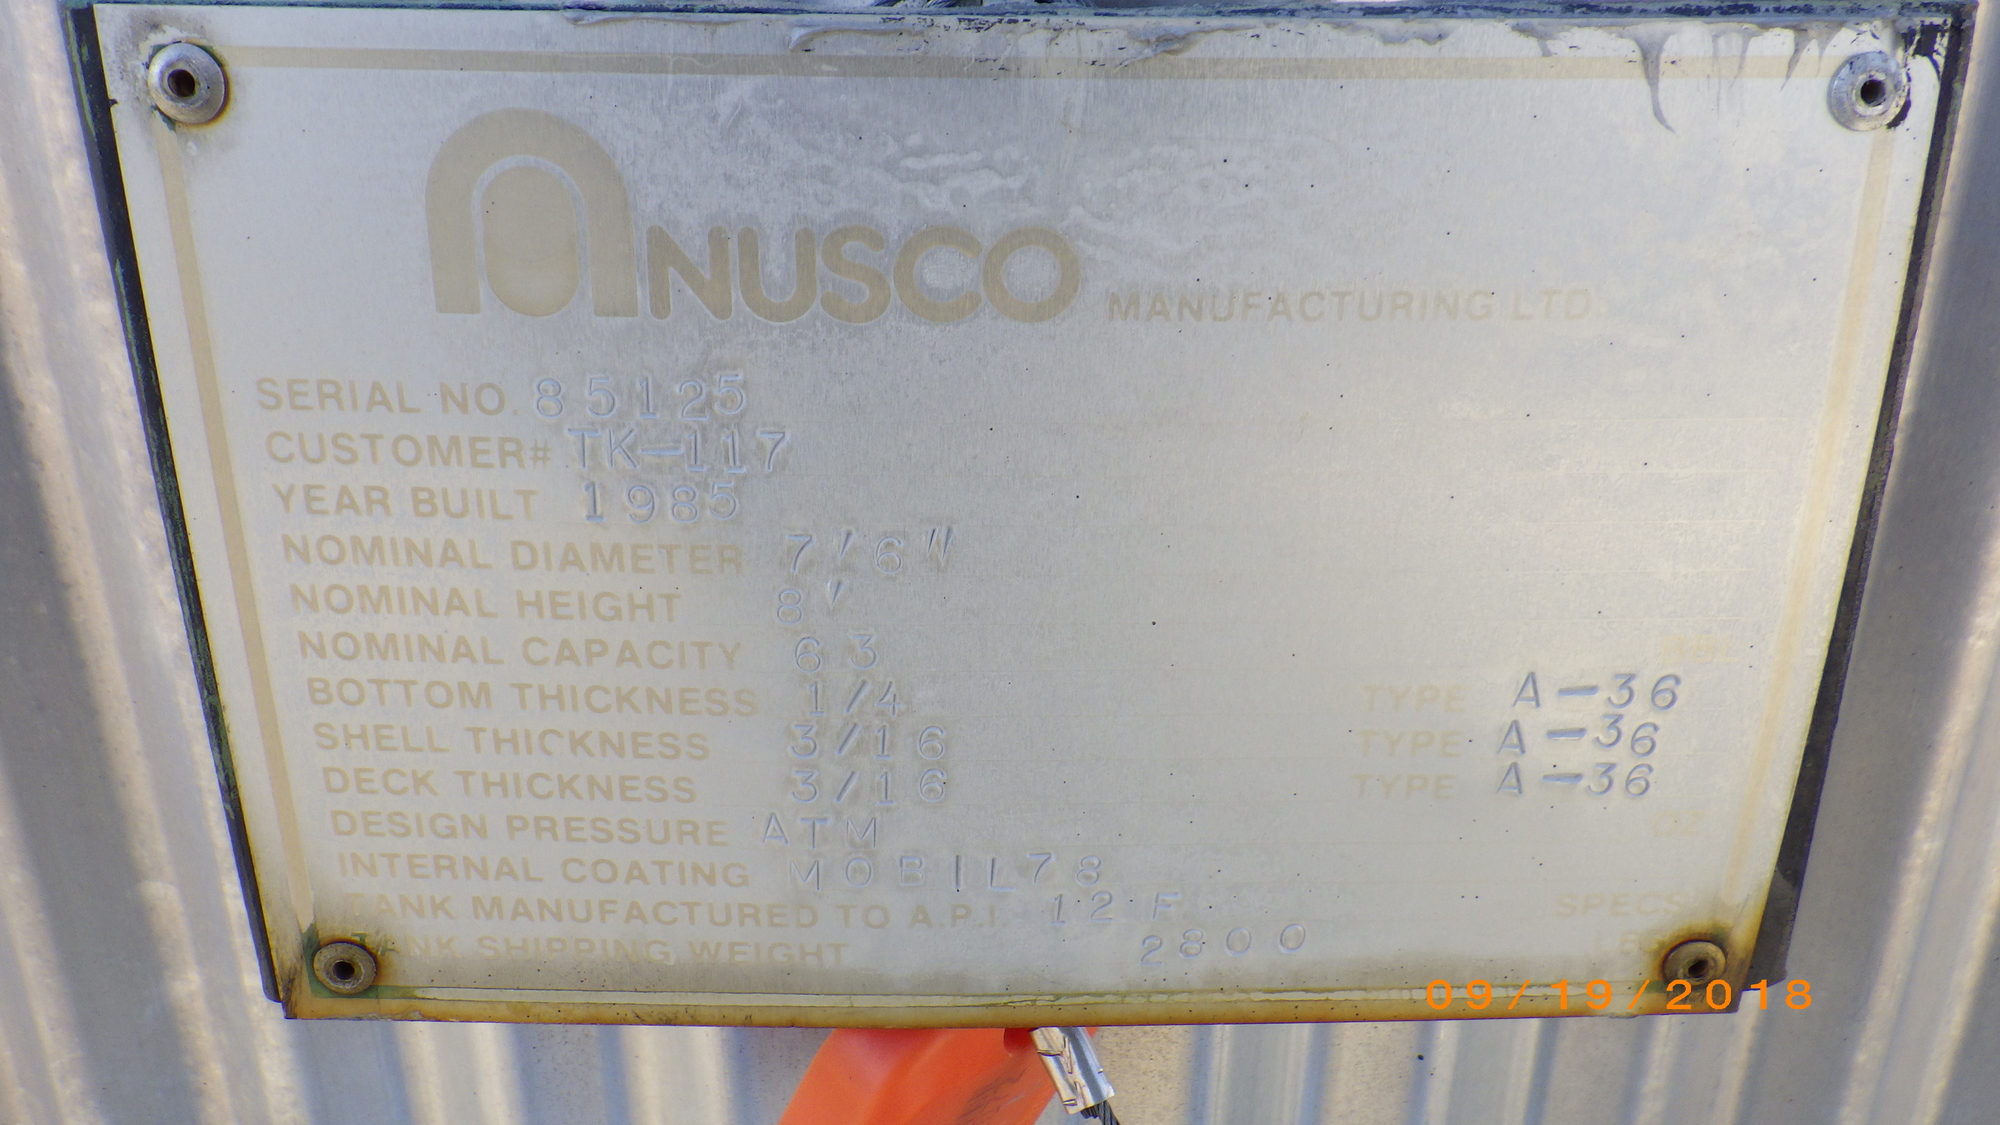 NUSCO MANUFACTURING LTD.
SERIAL NO. 85125
CUSTOMER# TK-117
YEAR BUILT 1985
NOMINAL DIAMETER 7'6"
NOMINAL HEIGHT 8'
NOMINAL CAPACITY 63 BBL
BOTTOM THICKNESS 1/4 TYPE A-36
SHELL THICKNESS 3/16 TYPE A-36
DECK THICKNESS 3/16 TYPE A-36
DESIGN PRESSURE ATM OZ
INTERNAL COATING MOBIL78
TANK MANUFACTURED TO A.P.I. 12 F SPECS
TANK SHIPPING WEIGHT 2800 LBS
09/19/2018